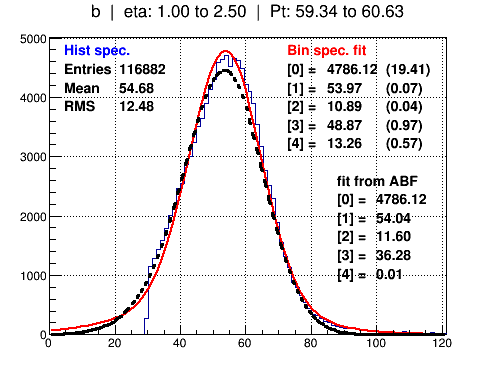 b | eta: 1.00 to 2.50 | Pt: 59.34 to 60.63
Hist spec.
Entries 116882
Mean 54.68
RMS 12.48
Bin spec. fit
[0] = 4786.12 (19.41)
[1] = 53.97 (0.07)
[2] = 10.89 (0.04)
[3] = 48.87 (0.97)
[4] = 13.26 (0.57)
fit from ABF
[0] = 4786.12
[1] = 54.04
[2] = 11.60
[3] = 36.28
[4] = 0.01
5000
4000
3000
2000
1000
0
0 20 40 60 80 100 120